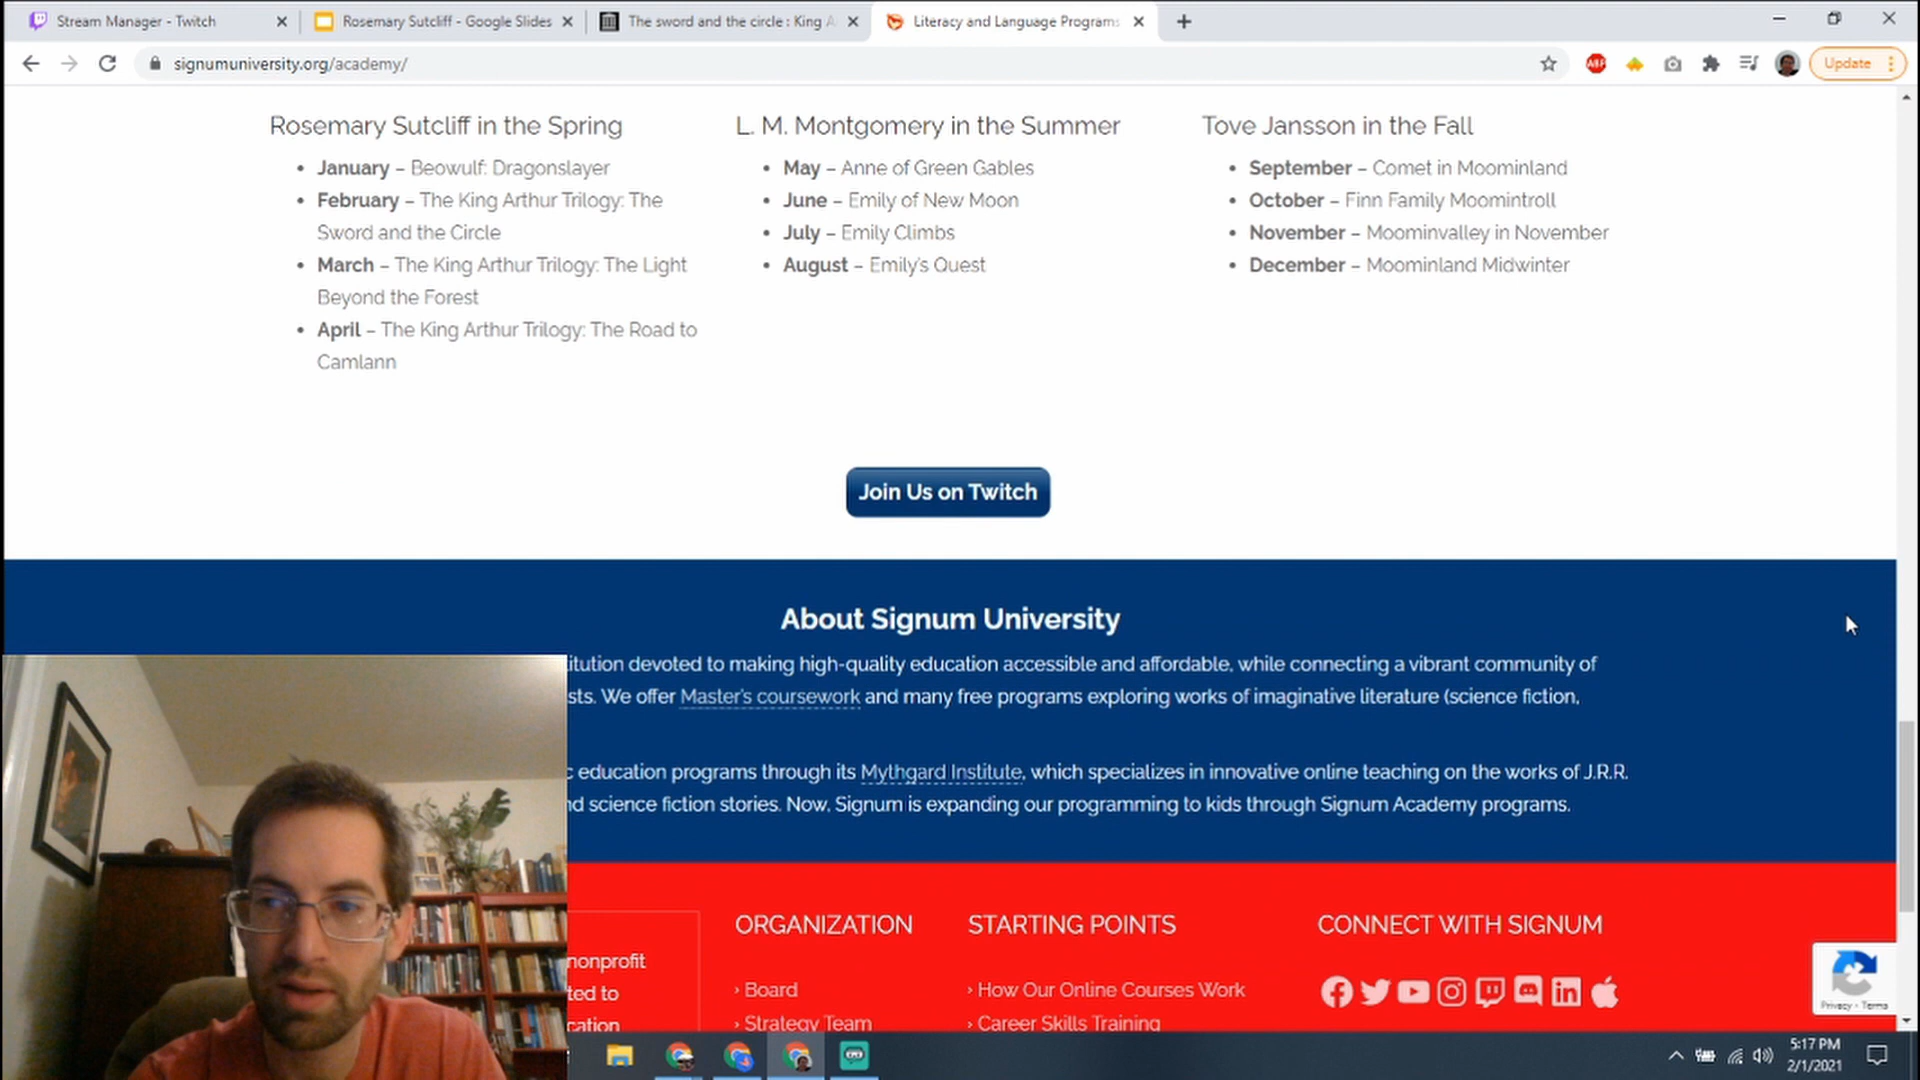 Stream Manager - Twitch
Rosemary Sutcliff - Google Slides
The sword and the circle : King A
Literacy and Language Programs
signumuniversity.org/academy/
ABP
Update
Rosemary Sutcliff in the Spring
• January – Beowulf: Dragonslayer
• February – The King Arthur Trilogy: The
Sword and the Circle
• March – The King Arthur Trilogy: The Light
Beyond the Forest
• April – The King Arthur Trilogy: The Road to
Camlann
L. M. Montgomery in the Summer
• May – Anne of Green Gables
• June – Emily of New Moon
• July – Emily Climbs
• August – Emily's Quest
Tove Jansson in the Fall
• September – Comet in Moominland
• October – Finn Family Moomintroll
• November – Moominvalley in November
• December – Moominland Midwinter
Join Us on Twitch
About Signum University
titution devoted to making high-quality education accessible and affordable, while connecting a vibrant community of
sts. We offer Master's coursework and many free programs exploring works of imaginative literature (science fiction,
c education programs through its Mythgard Institute, which specializes in innovative online teaching on the works of J.R.R.
nd science fiction stories. Now, Signum is expanding our programming to kids through Signum Academy programs.
nonprofit
ted to
cation
ORGANIZATION
› Board
› Strategy Team
STARTING POINTS
› How Our Online Courses Work
› Career Skills Training
CONNECT WITH SIGNUM
Privacy - Terms
5:17 PM
2/1/2021